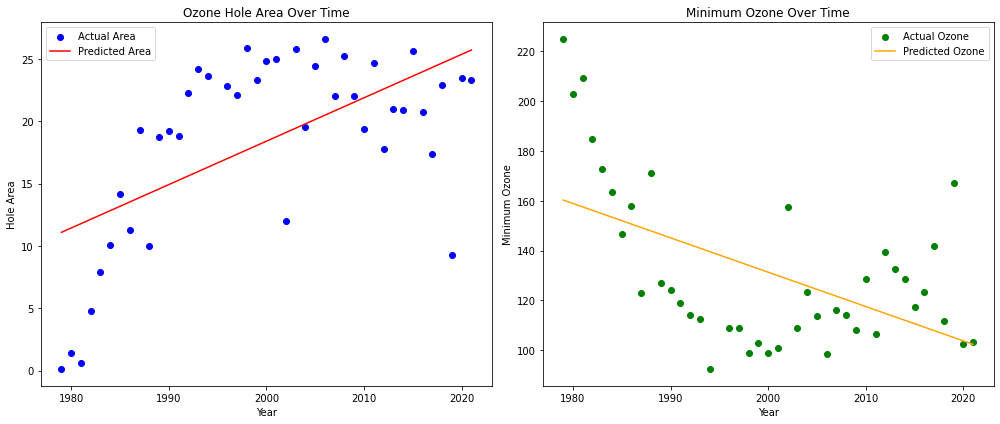 Ozone Hole Area Over Time
Actual Area
Predicted Area
25
20
15
10
5
0
Hole Area
1980 1990 2000 2010 2020
Year
Minimum Ozone Over Time
Actual Ozone
Predicted Ozone
220
200
180
160
140
120
100
Minimum Ozone
1980 1990 2000 2010 2020
Year